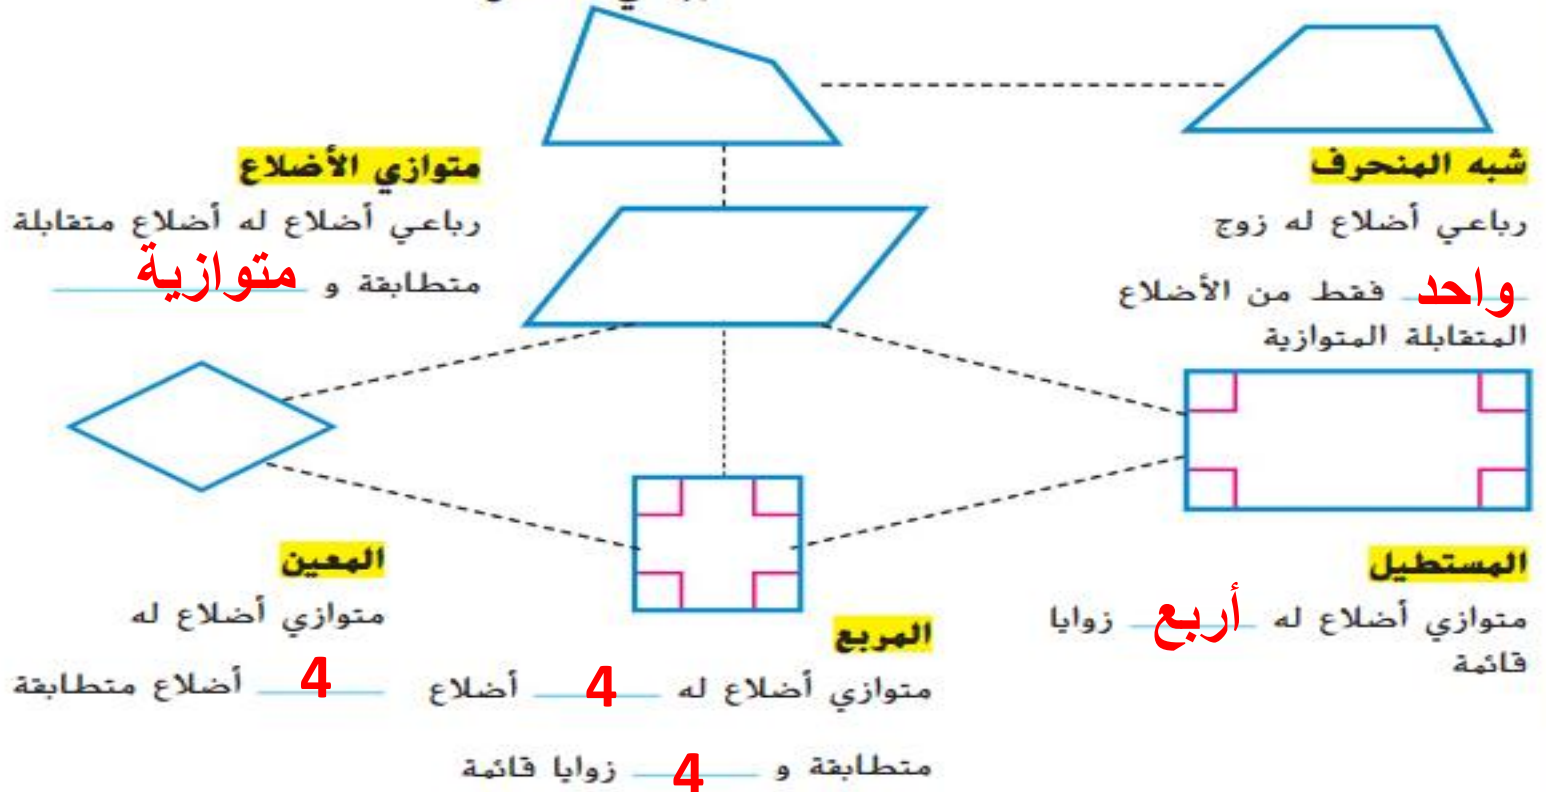 شبه المنحرف
رباعي أضلاع له زوج
واحد فقط من الأضلاع
المتقابلة المتوازية
متوازي الأضلاع
رباعي أضلاع له أضلاع متقابلة
متطابقة و متوازية
المستطيل
متوازي أضلاع له أربع زوايا
قائمة
المربع
متوازي أضلاع له 4 أضلاع
متطابقة و 4 زوايا قائمة
المعين
متوازي أضلاع له
4 أضلاع متطابقة